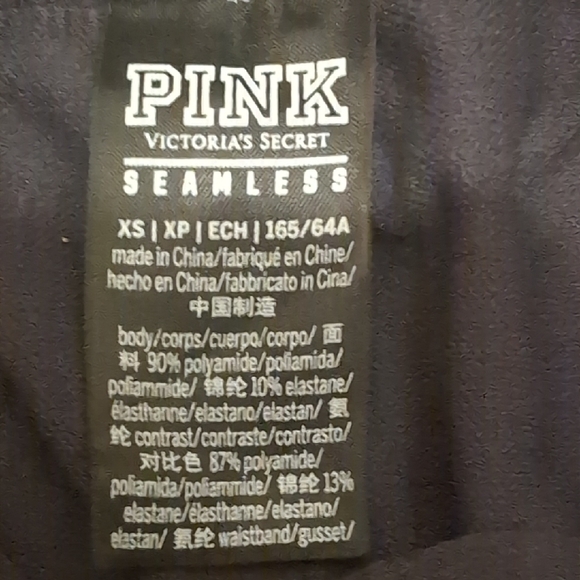 PINK
VICTORIA'S SECRET
SEAMLESS
XS | XP | ECH | 165/64A
made in China/fabriqué en Chine/
hecho en China/fabbricato in Cina/
中国制造
body/corps/cuerpo/corpo/ 面
料 90% polyamide/poliamida/
poliammide/ 锦纶 10% elastane/
élasthanne/elastano/elastan/ 氨
纶 contrast/contraste/contrasto/
对比色 87% polyamide/
poliamida/poliammide/ 锦纶 13%
elastane/élasthanne/elastano/
elastan/ 氨纶 waistband/gusset/